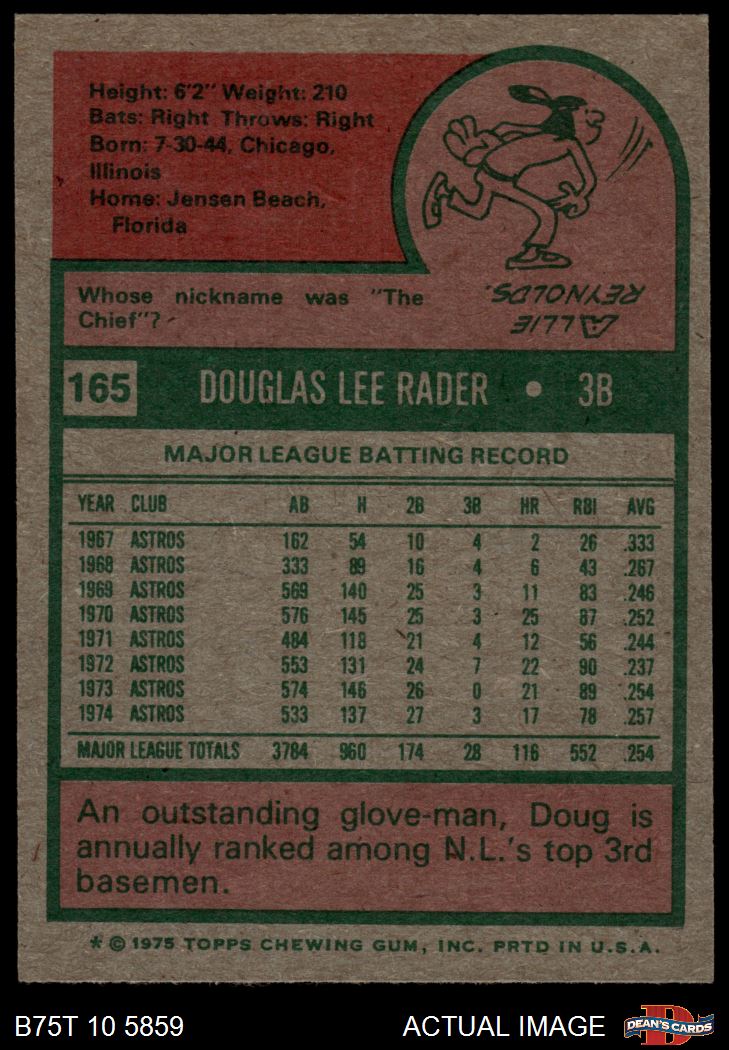 Height: 6'2" Weight: 210
Bats: Right Throws: Right
Born: 7-30-44, Chicago,
Illinois
Home: Jensen Beach,
Florida
Whose nickname was "The
Chief"?
ALLIE
REYNOLDS.
165 DOUGLAS LEE RADER • 3B
MAJOR LEAGUE BATTING RECORD
YEAR CLUB AB H 2B 3B HR RBI AVG
1967 ASTROS 162 54 10 4 2 26 .333
1968 ASTROS 333 89 16 4 6 43 .267
1969 ASTROS 569 140 25 3 11 83 .246
1970 ASTROS 576 145 25 3 25 87 .252
1971 ASTROS 484 118 21 4 12 56 .244
1972 ASTROS 553 131 24 7 22 90 .237
1973 ASTROS 574 146 26 0 21 89 .254
1974 ASTROS 533 137 27 3 17 78 .257
MAJOR LEAGUE TOTALS 3784 960 174 28 116 552 .254
An outstanding glove-man, Doug is
annually ranked among N.L.'s top 3rd
basemen.
* © 1975 TOPPS CHEWING GUM, INC. PRTD IN U.S.A.
B75T 10 5859 ACTUAL IMAGE
DEAN'S CARDS